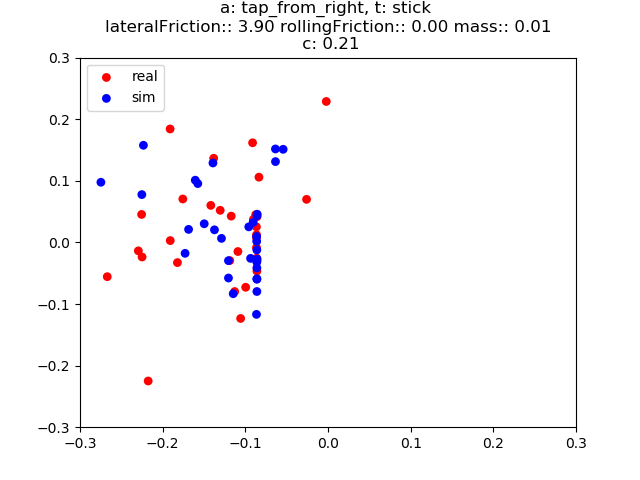 a: tap_from_right, t: stick
lateralFriction:: 3.90 rollingFriction:: 0.00 mass:: 0.01
c: 0.21
real
sim
0.3
0.2
0.1
0.0
−0.1
−0.2
−0.3
−0.3 −0.2 −0.1 0.0 0.1 0.2 0.3